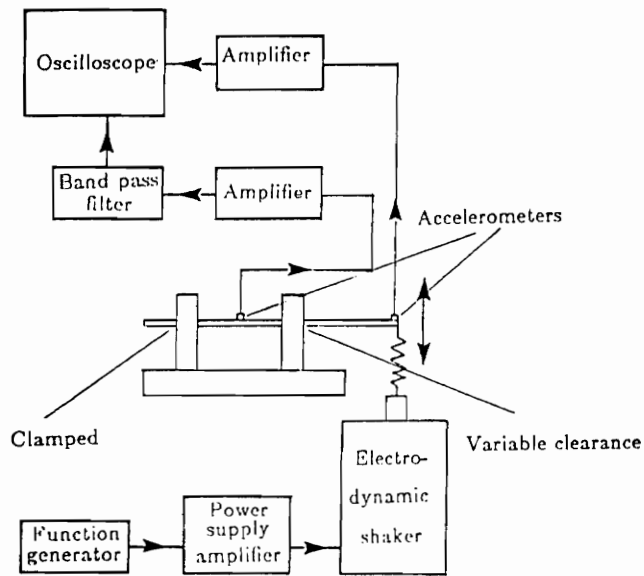 Oscilloscope
Amplifier
Band pass
filter
Amplifier
Accelerometers
Clamped
Variable clearance
Electro-
dynamic
shaker
Function
generator
Power
supply
amplifier